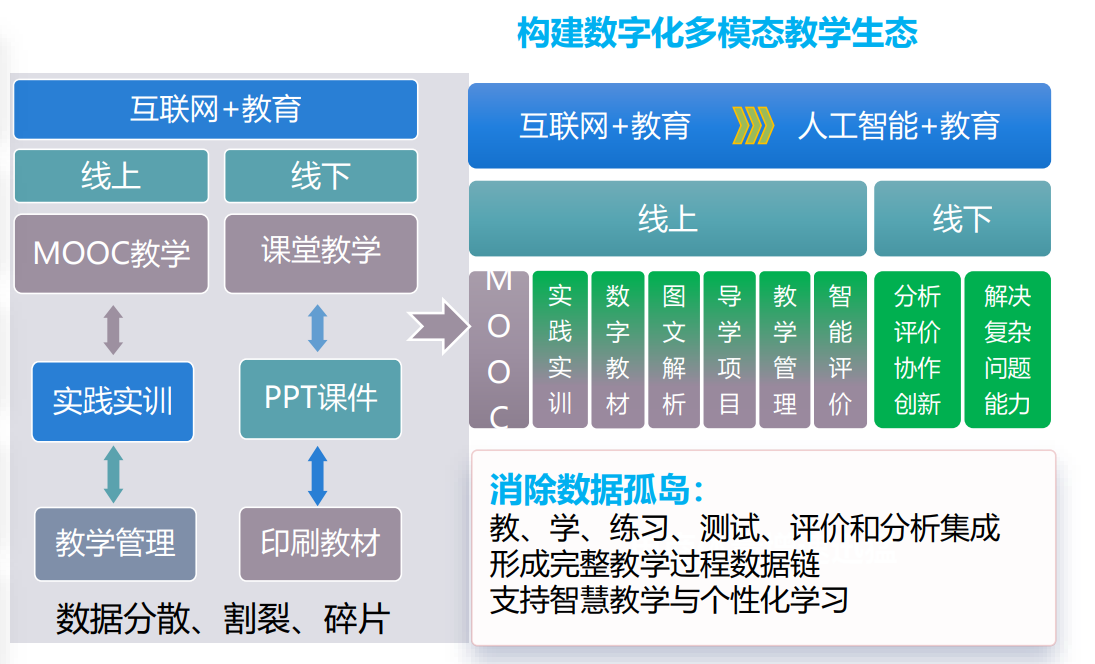 构建数字化多模态教学生态
互联网+教育
线上
线下
MOOC教学
课堂教学
实践实训
PPT课件
教学管理
印刷教材
数据分散、割裂、碎片
互联网+教育
人工智能+教育
线上
线下
MOOC
实践实训
数字教材
图文解析
导学项目
教学管理
智能评价
分析
评价
协作
创新
解决
复杂
问题
能力
消除数据孤岛：
教、学、练习、测试、评价和分析集成
形成完整教学过程数据链
支持智慧教学与个性化学习